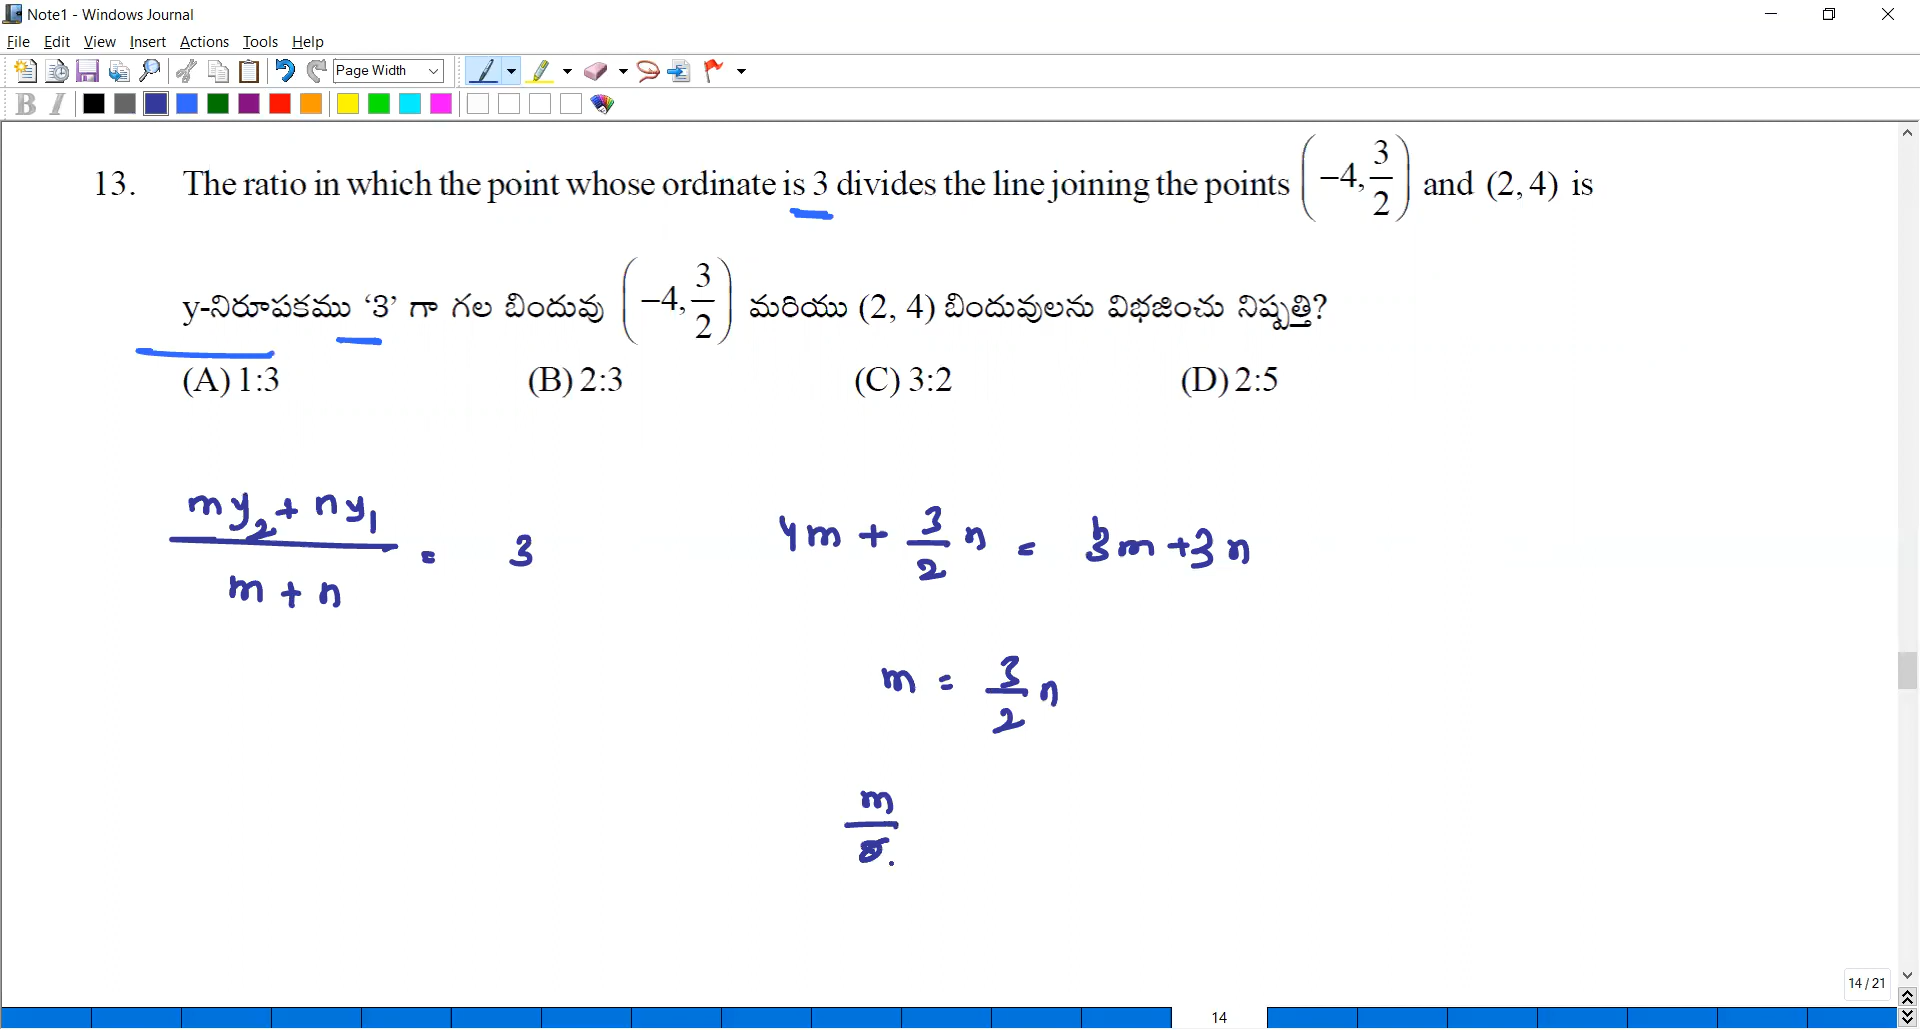 Note1 - Windows Journal
File Edit View Insert Actions Tools Help
Page Width
B I
13. The ratio in which the point whose ordinate is 3 divides the line joining the points (−4, 3/2) and (2, 4) is
y-నిరూపకము ‘3’ గా గల బిందువు (−4, 3/2) మరియు (2, 4) బిందువులను విభజించు నిష్పత్తి?
(A) 1:3 (B) 2:3 (C) 3:2 (D) 2:5
my₂ + ny₁ / m + n = 3
4m + 3/2 n = 3m + 3n
m = 3/2 n
m
14 / 21
14